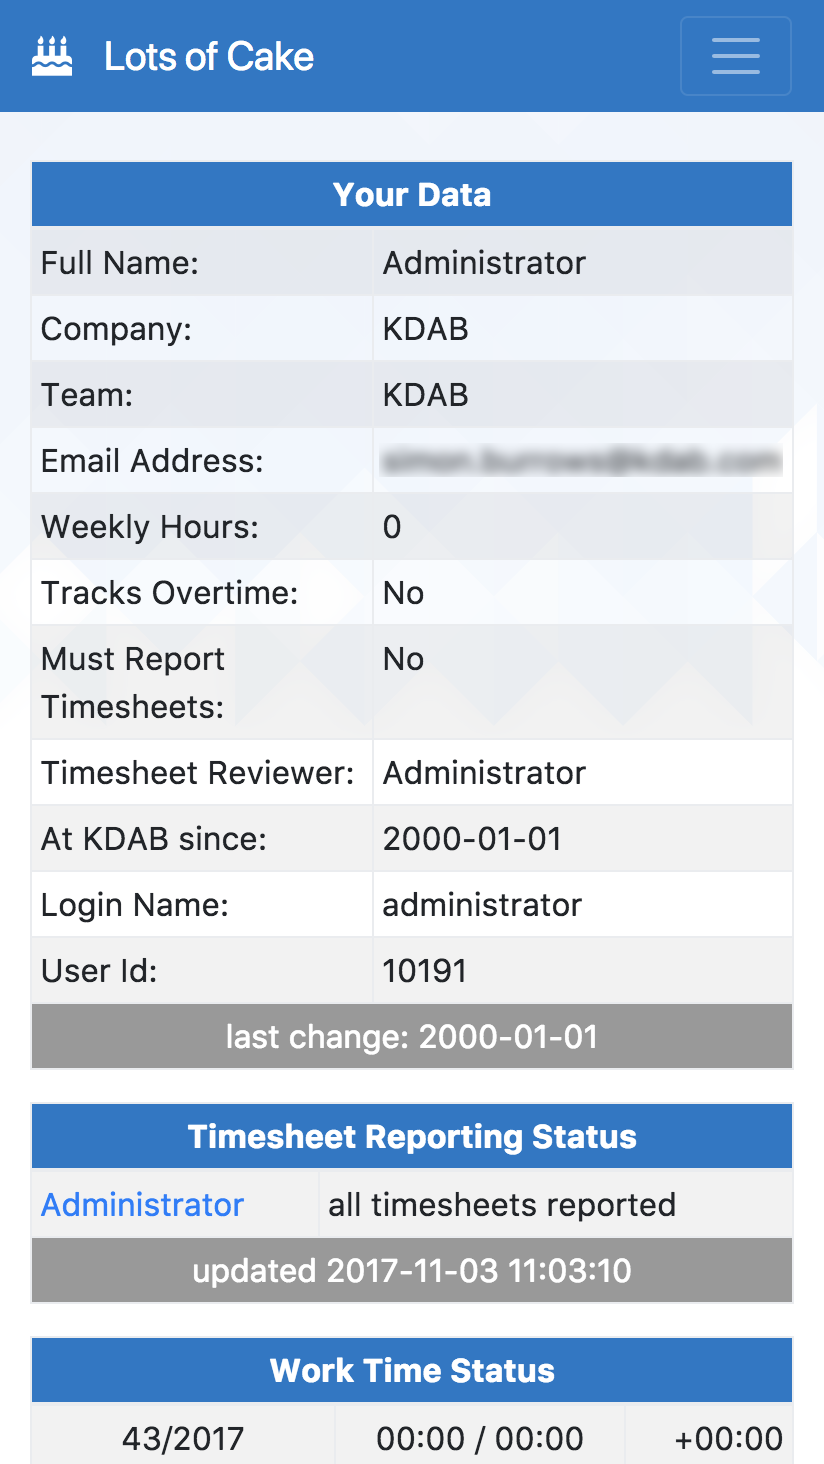 Lots of Cake
Your Data
Full Name: Administrator
Company: KDAB
Team: KDAB
Email Address:
Weekly Hours: 0
Tracks Overtime: No
Must Report No
Timesheets:
Timesheet Reviewer: Administrator
At KDAB since: 2000-01-01
Login Name: administrator
User Id: 10191
last change: 2000-01-01
Timesheet Reporting Status
Administrator all timesheets reported
updated 2017-11-03 11:03:10
Work Time Status
43/2017 00:00 / 00:00 +00:00